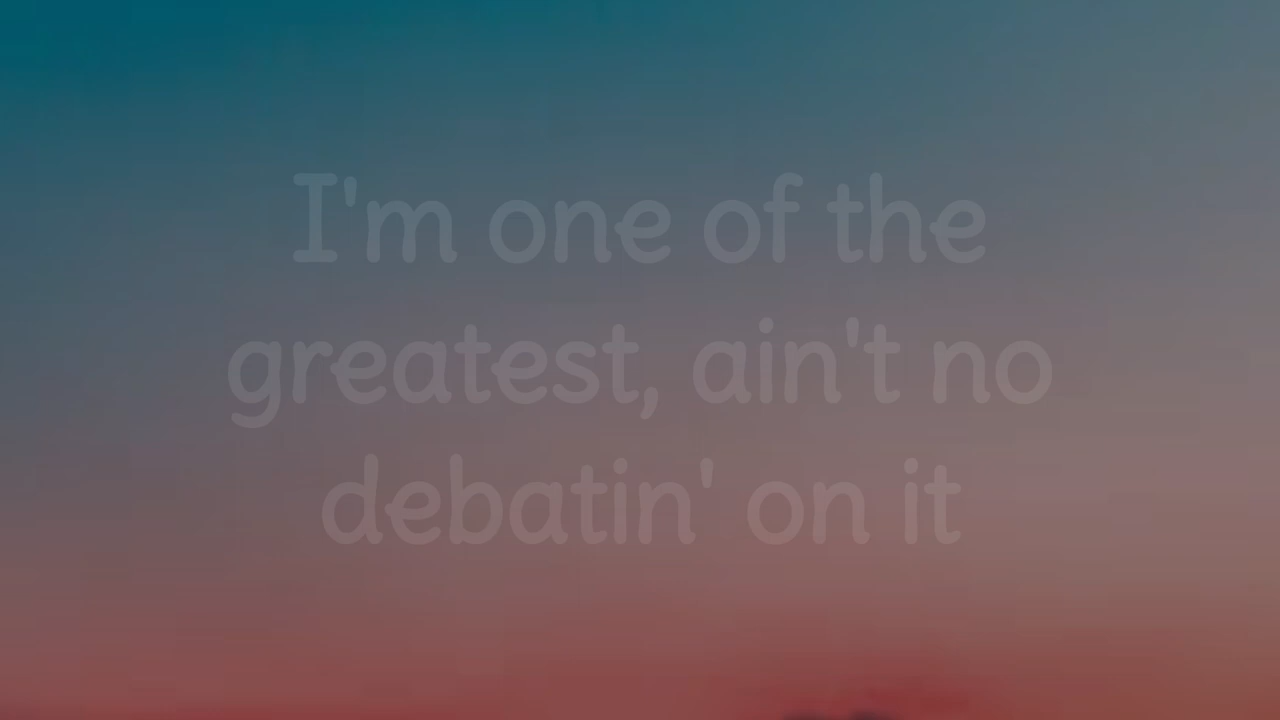 I'm one of the
greatest, ain't no
debatin' on it